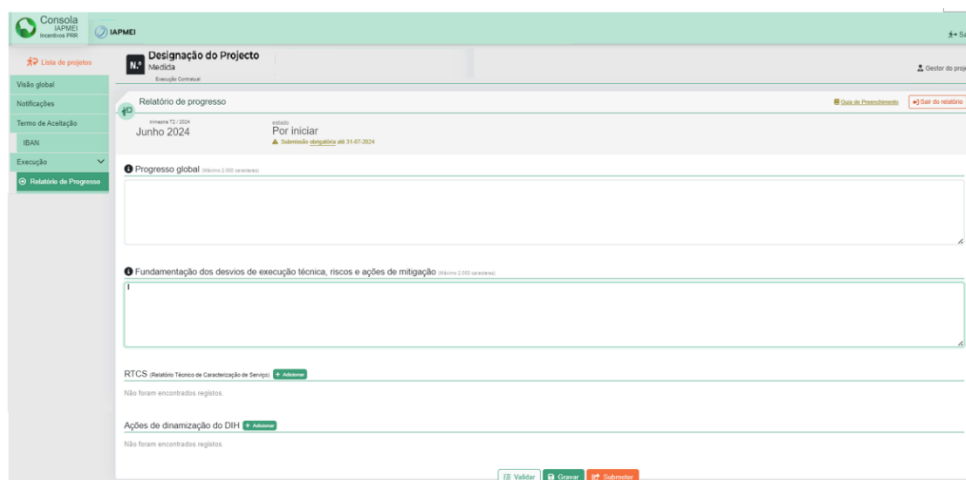 Consola
IAPMEI
Incentivos PRR
IAPMEI
Lista de projetos
N.º
Designação do Projecto
Medida
Execução Contratual
Gestor do proje
Visão global
Notificações
Termo de Aceitação
IBAN
Execução
Relatório de Progresso
Relatório de progresso
Guia de Preenchimento
Sair do relatório
trimestre T2 / 2024
Junho 2024
estado
Por iniciar
Submissão obrigatória até 31-07-2024
Progresso global (Máximo 2.000 caracteres)
Fundamentação dos desvios de execução técnica, riscos e ações de mitigação (Máximo 2.000 caracteres)
RTCS (Relatório Técnico de Caracterização de Serviço) + Adicionar
Não foram encontrados registos.
Ações de dinamização do DIH + Adicionar
Não foram encontrados registos.
Validar Gravar Submeter